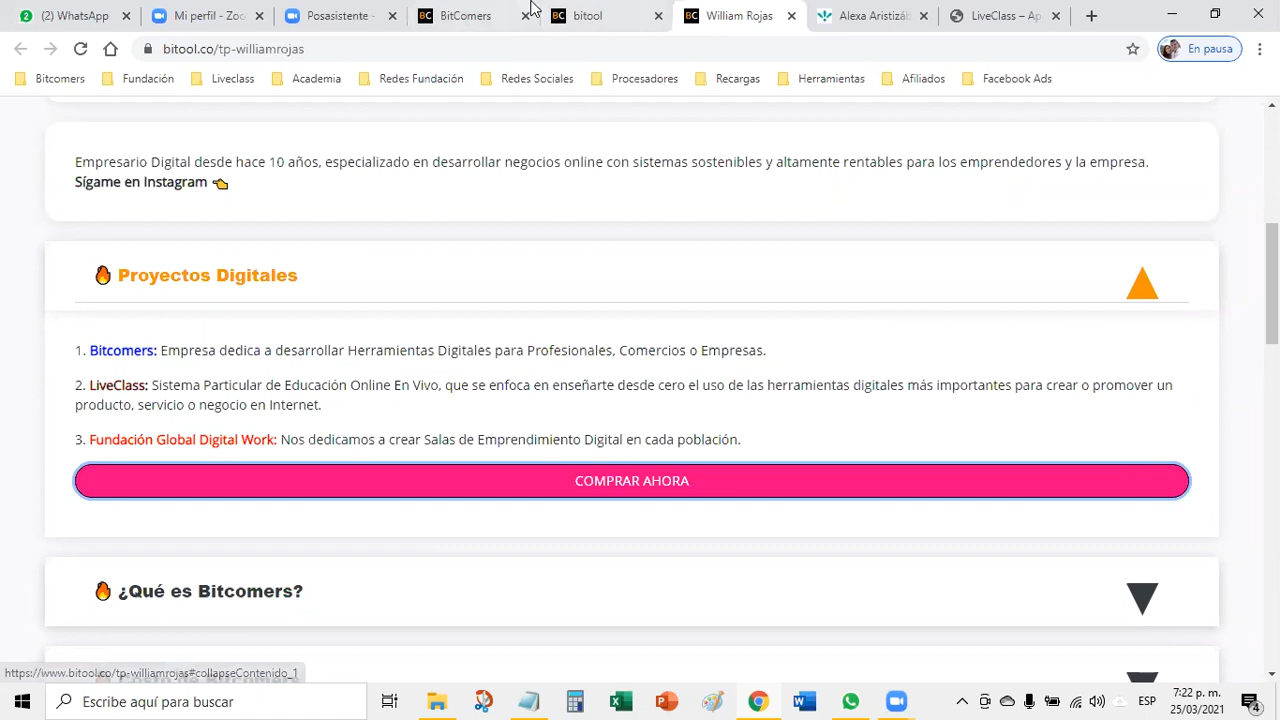 (2) WhatsApp
Mi perfil - Zoo
Posasistente -
BC BitComers
BC bitool
BC William Rojas
Alexa Aristizáb
LiveClass – Ap
bitool.co/tp-williamrojas
En pausa
Bitcomers Fundación Liveclass Academia Redes Fundación Redes Sociales Procesadores Recargas Herramientas Afiliados Facebook Ads
Empresario Digital desde hace 10 años, especializado en desarrollar negocios online con sistemas sostenibles y altamente rentables para los emprendedores y la empresa.
Sígame en Instagram
Proyectos Digitales
1. Bitcomers: Empresa dedica a desarrollar Herramientas Digitales para Profesionales, Comercios o Empresas.
2. LiveClass: Sistema Particular de Educación Online En Vivo, que se enfoca en enseñarte desde cero el uso de las herramientas digitales más importantes para crear o promover un
producto, servicio o negocio en Internet.
3. Fundación Global Digital Work: Nos dedicamos a crear Salas de Emprendimiento Digital en cada población.
COMPRAR AHORA
¿Qué es Bitcomers?
https://www.bitool.co/tp-williamrojas#collapseContenido_1
Escribe aquí para buscar
ESP
7:22 p. m.
25/03/2021
4